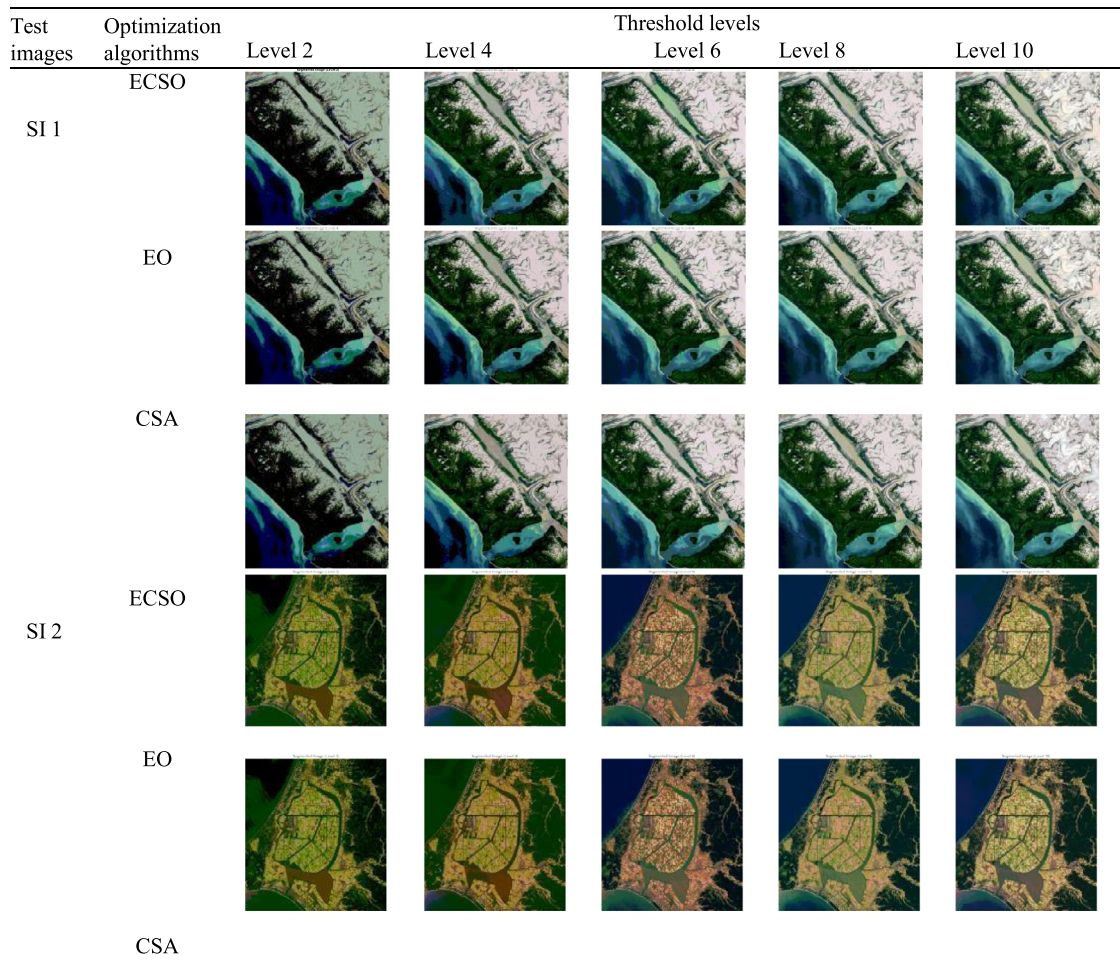 Test Optimization Threshold levels
images algorithms Level 2 Level 4 Level 6 Level 8 Level 10
ECSO
SI 1
EO
CSA
ECSO
SI 2
EO
CSA